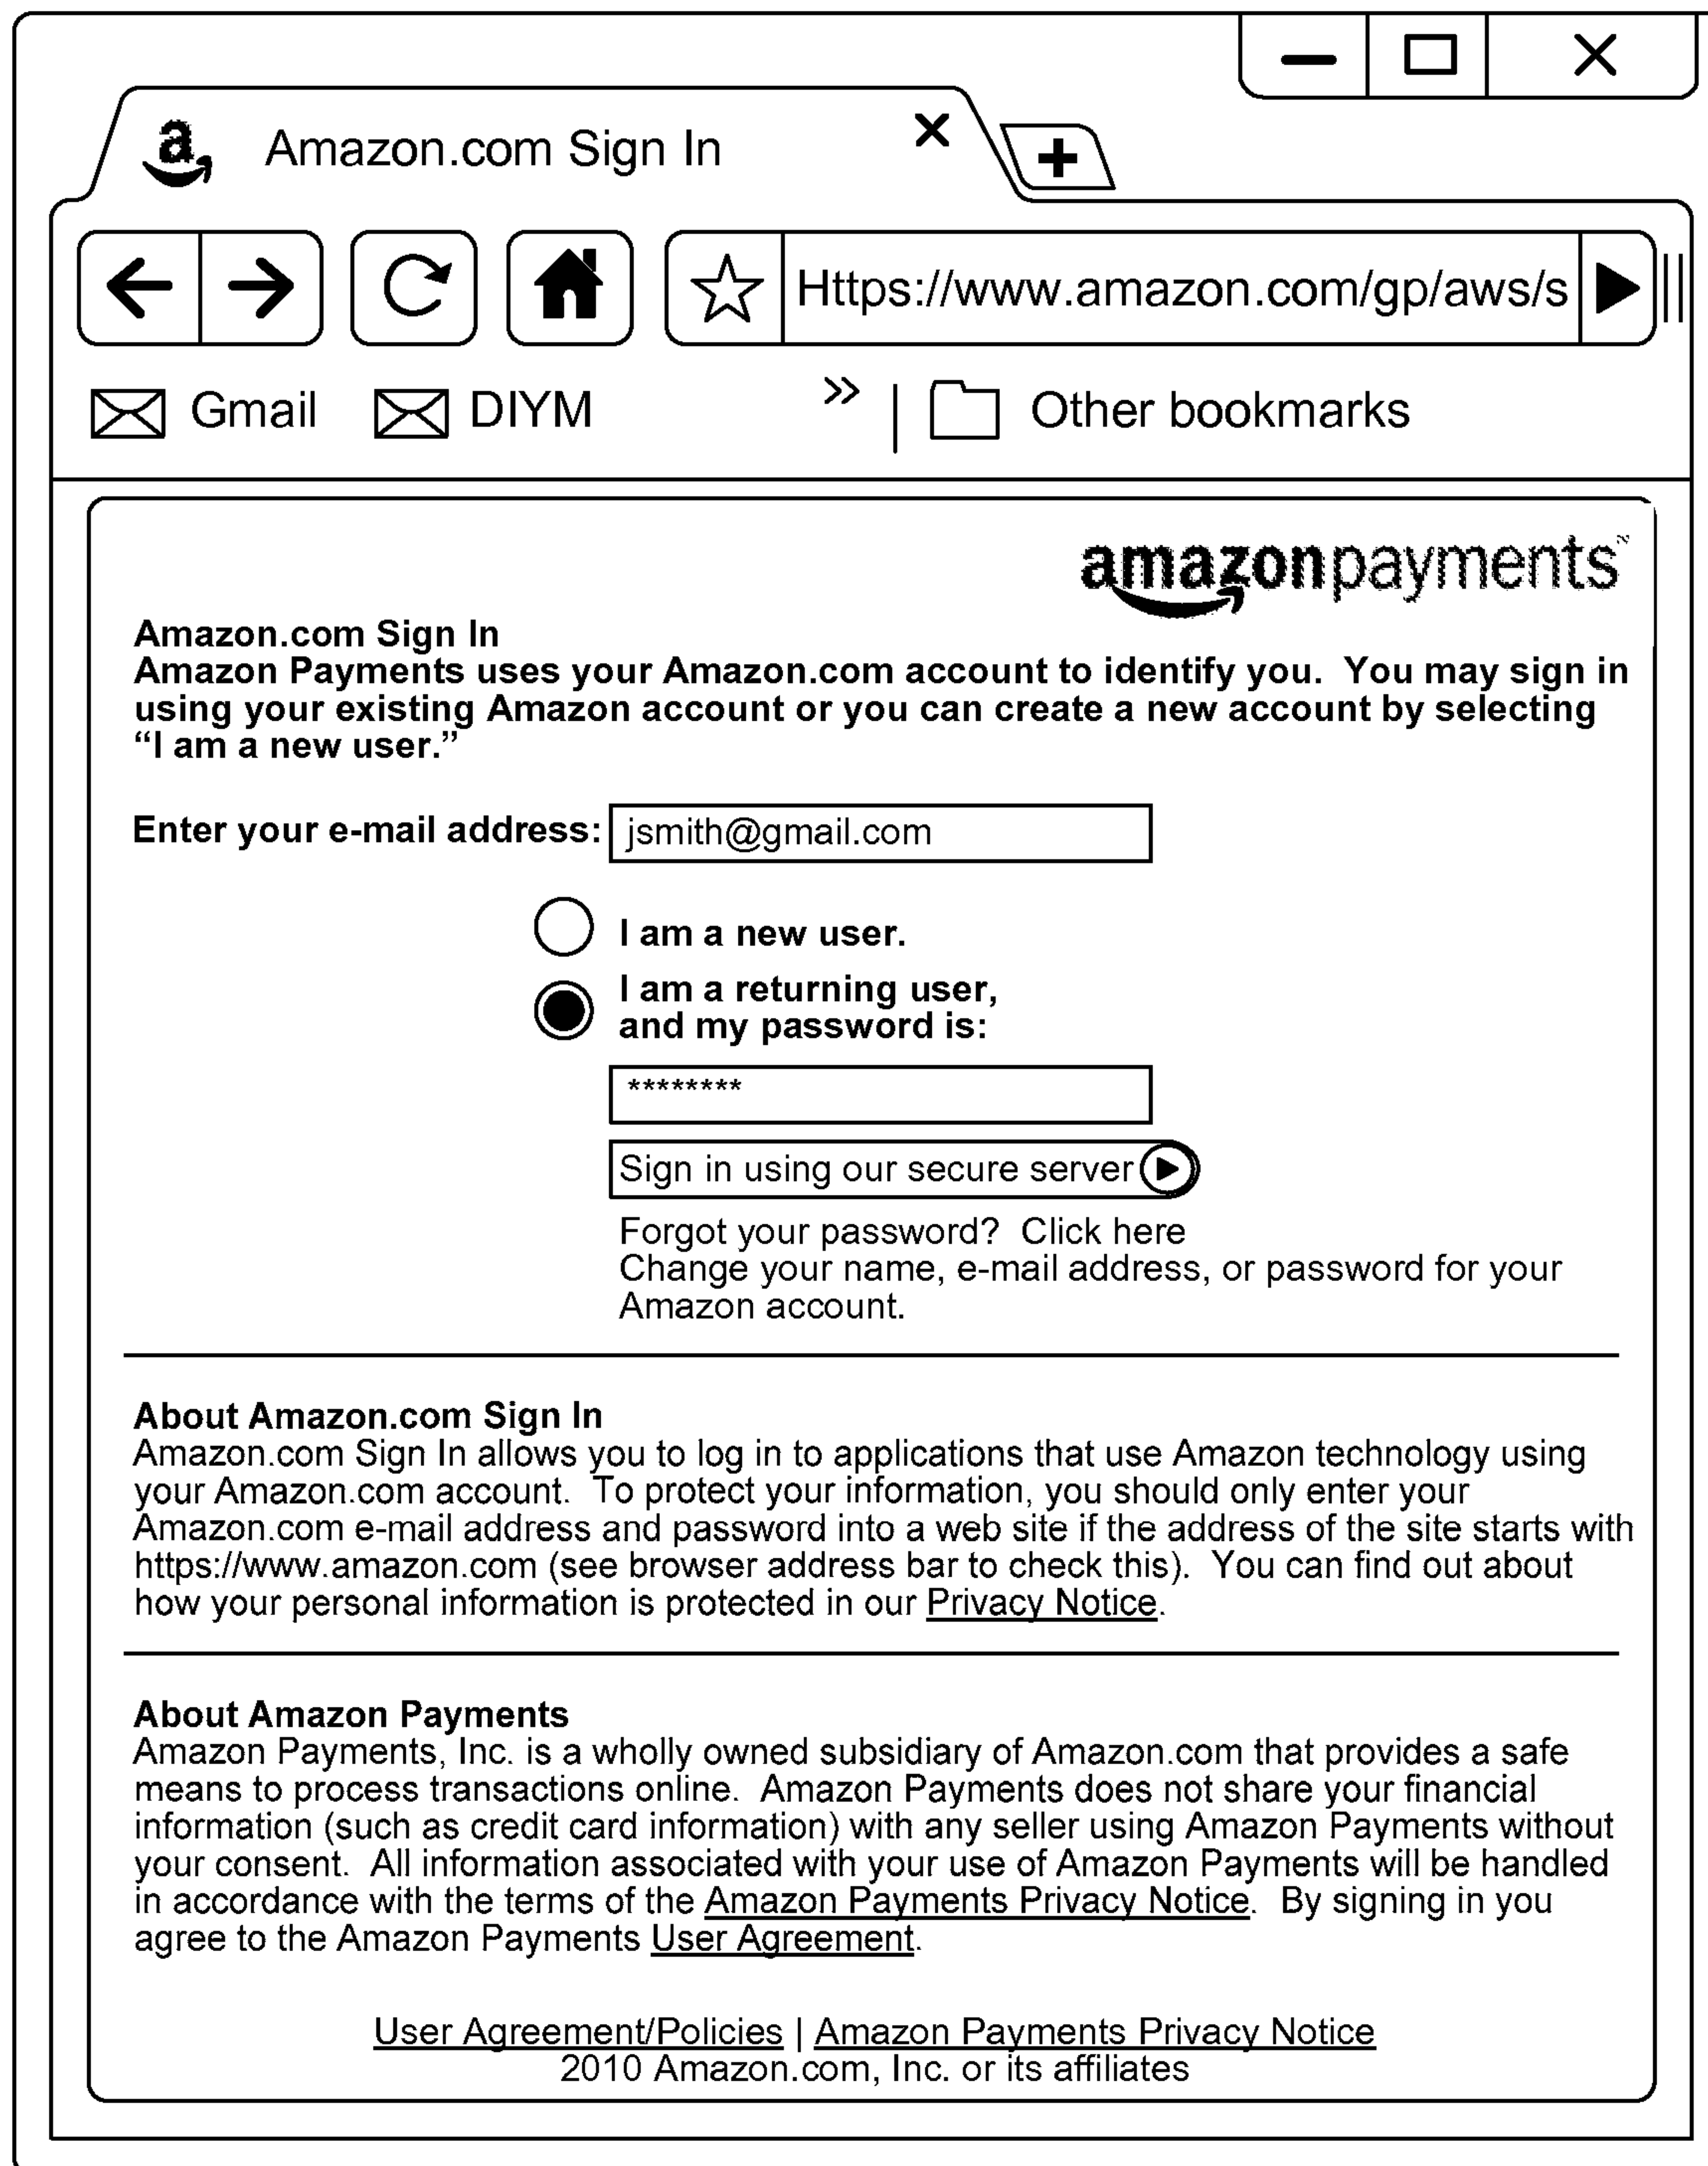 Amazon.com Sign In
Https://www.amazon.com/gp/aws/s
Gmail DIYM » Other bookmarks
amazonpayments™
Amazon.com Sign In
Amazon Payments uses your Amazon.com account to identify you. You may sign in
using your existing Amazon account or you can create a new account by selecting
“I am a new user.”
Enter your e-mail address: jsmith@gmail.com
I am a new user.
I am a returning user,
and my password is:
********
Sign in using our secure server
Forgot your password? Click here
Change your name, e-mail address, or password for your
Amazon account.
About Amazon.com Sign In
Amazon.com Sign In allows you to log in to applications that use Amazon technology using
your Amazon.com account. To protect your information, you should only enter your
Amazon.com e-mail address and password into a web site if the address of the site starts with
https://www.amazon.com (see browser address bar to check this). You can find out about
how your personal information is protected in our Privacy Notice.
About Amazon Payments
Amazon Payments, Inc. is a wholly owned subsidiary of Amazon.com that provides a safe
means to process transactions online. Amazon Payments does not share your financial
information (such as credit card information) with any seller using Amazon Payments without
your consent. All information associated with your use of Amazon Payments will be handled
in accordance with the terms of the Amazon Payments Privacy Notice. By signing in you
agree to the Amazon Payments User Agreement.
User Agreement/Policies | Amazon Payments Privacy Notice
2010 Amazon.com, Inc. or its affiliates